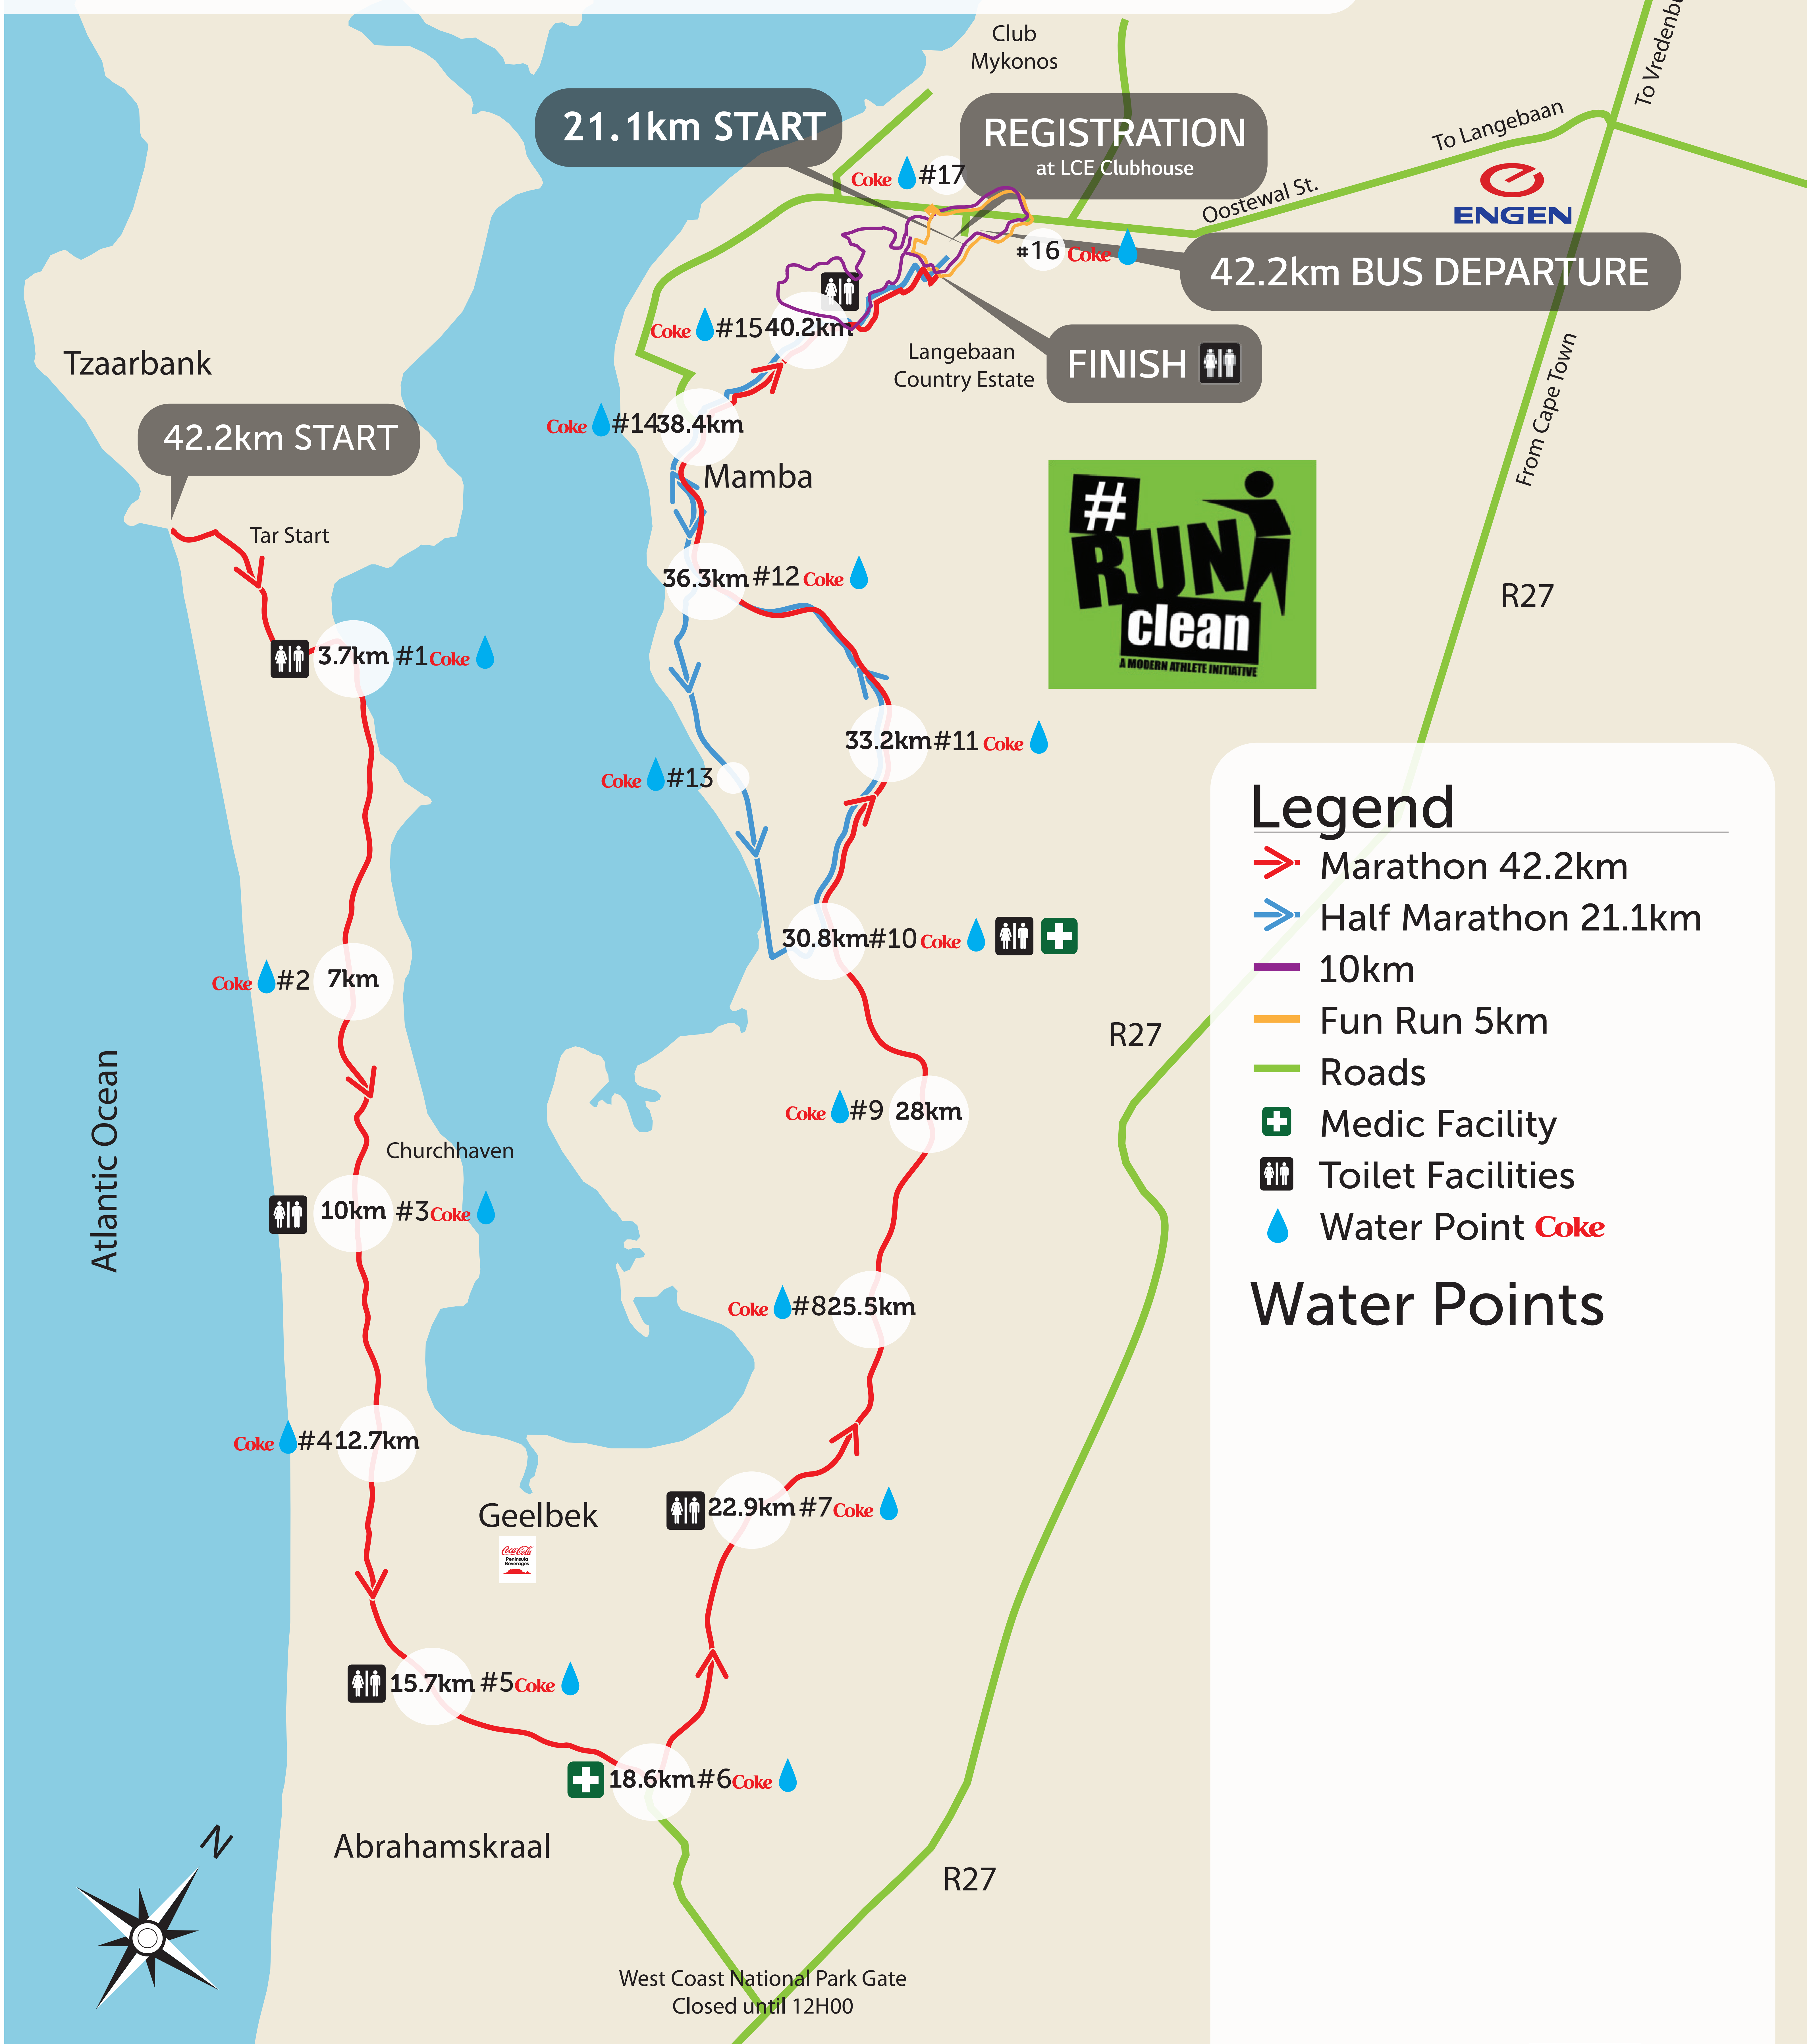 Club
Mykonos
To Vredenbu
21.1km START
REGISTRATION
at LCE Clubhouse
To Langebaan
Coke #17
Oostewal St.
ENGEN
#16 Coke
42.2km BUS DEPARTURE
Coke #15 40.2km
Langebaan
Country Estate
FINISH
Tzaarbank
From Cape Town
42.2km START
Coke #14 38.4km
Mamba
#
RUN
clean
A MODERN ATHLETE INITIATIVE
Tar Start
36.3km #12 Coke
R27
3.7km #1 Coke
33.2km #11 Coke
Coke #13
Legend
Marathon 42.2km
Half Marathon 21.1km
10km
Fun Run 5km
Roads
Medic Facility
Toilet Facilities
Water Point Coke
Water Points
30.8km #10 Coke
Coke #2 7km
R27
Atlantic Ocean
Coke #9 28km
Churchhaven
10km #3 Coke
Coke #8 25.5km
Coke #4 12.7km
Geelbek
Coca-Cola
Peninsula
Beverages
22.9km #7 Coke
15.7km #5 Coke
18.6km #6 Coke
Abrahamskraal
N
R27
West Coast National Park Gate
Closed until 12H00